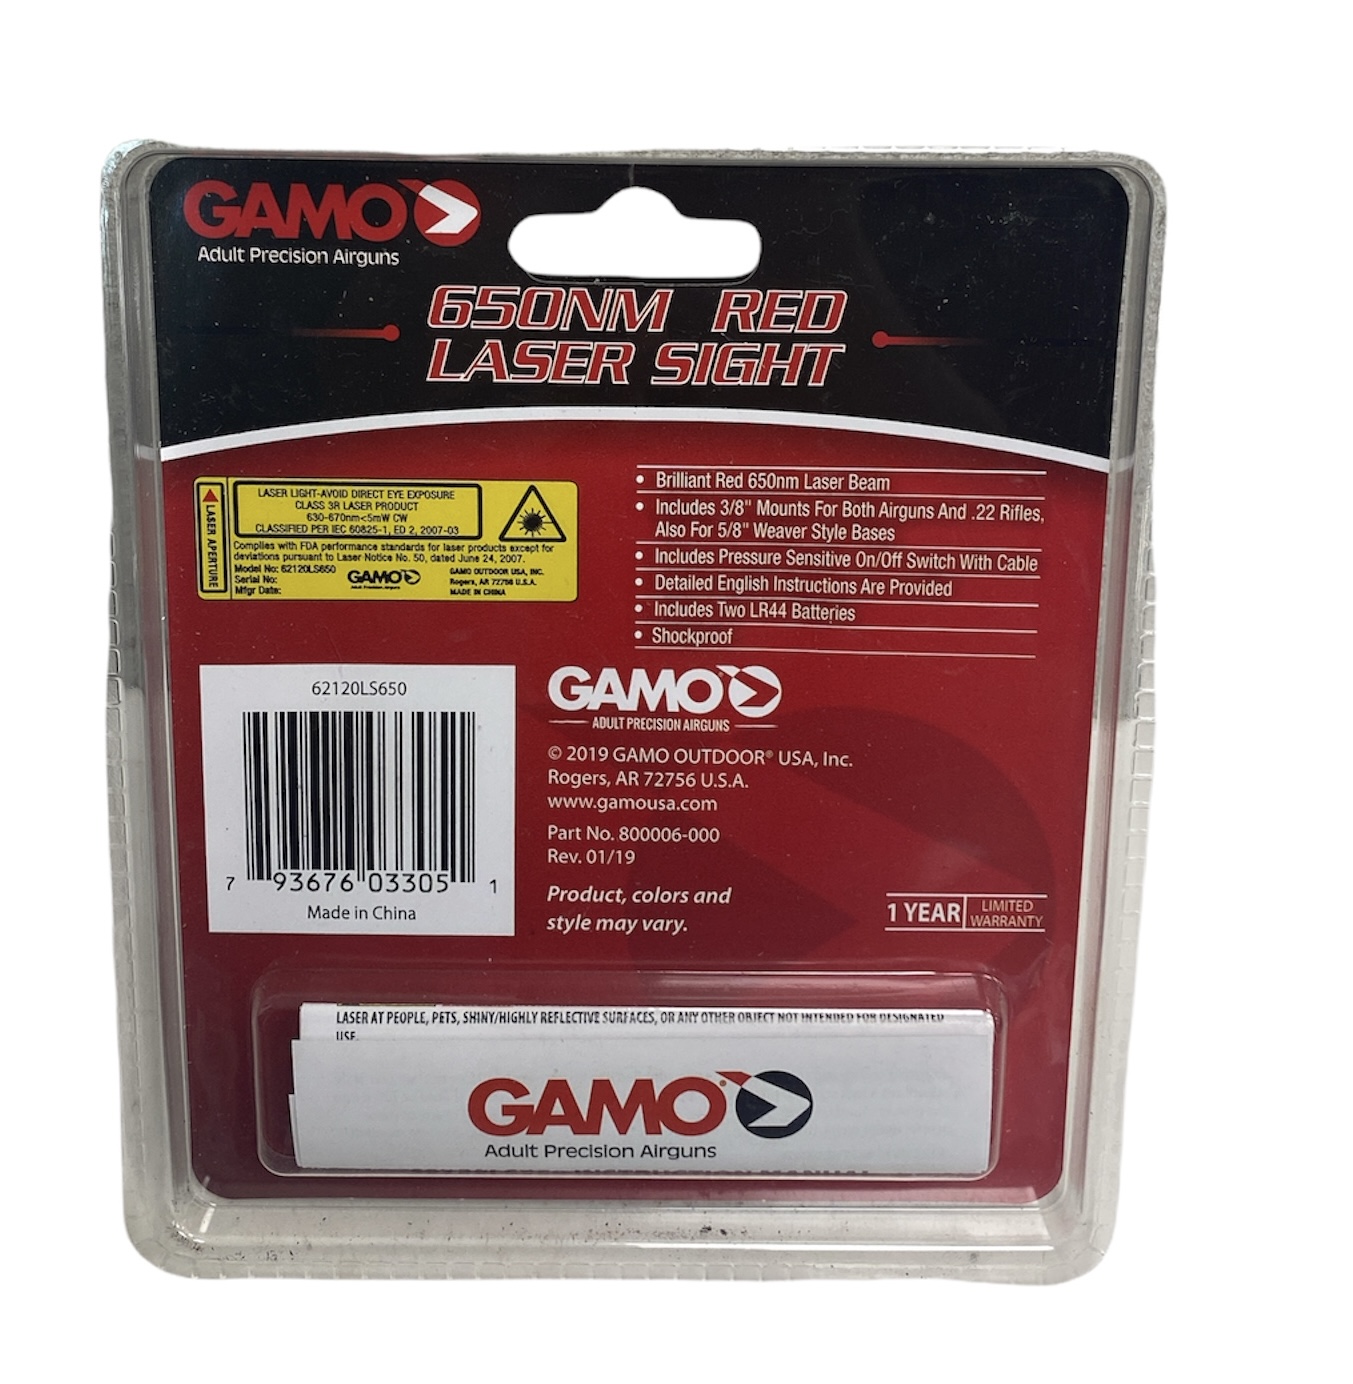 GAMO
Adult Precision Airguns
650NM RED
LASER SIGHT
LASER APERTURE
LASER LIGHT-AVOID DIRECT EYE EXPOSURE
CLASS 3R LASER PRODUCT
630-670nm<5mW CW
CLASSIFIED PER IEC 60825-1, ED 2, 2007-03
Complies with FDA performance standards for laser products except for
deviations pursuant to Laser Notice No. 50, dated June 24, 2007.
Model No: 62120LS650
Serial No:
Mfgr Date:
GAMO
Adult Precision Airguns
GAMO OUTDOOR USA, INC.
Rogers, AR 72756 U.S.A.
MADE IN CHINA
• Brilliant Red 650nm Laser Beam
• Includes 3/8" Mounts For Both Airguns And .22 Rifles,
Also For 5/8" Weaver Style Bases
• Includes Pressure Sensitive On/Off Switch With Cable
• Detailed English Instructions Are Provided
• Includes Two LR44 Batteries
• Shockproof
62120LS650
7 93676 03305 1
Made in China
GAMO
ADULT PRECISION AIRGUNS
© 2019 GAMO OUTDOOR® USA, Inc.
Rogers, AR 72756 U.S.A.
www.gamousa.com
Part No. 800006-000
Rev. 01/19
Product, colors and
style may vary.
1 YEAR LIMITED
WARRANTY
LASER AT PEOPLE, PETS, SHINY/HIGHLY REFLECTIVE SURFACES, OR ANY OTHER OBJECT NOT INTENDED FOR DESIGNATED
USE.
GAMO®
Adult Precision Airguns